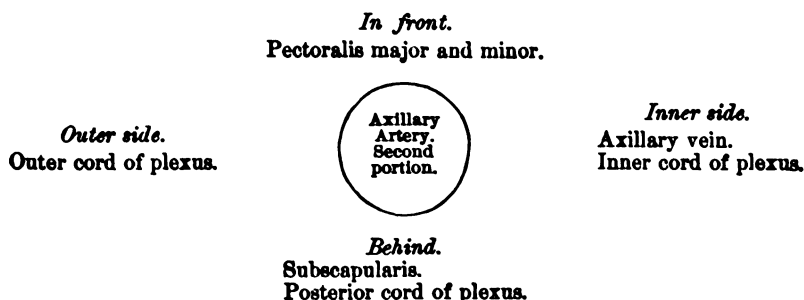 In front.
Pectoralis major and minor.
Outer side.
Outer cord of plexus.
Axillary
Artery.
Second
portion.
Inner side.
Axillary vein.
Inner cord of plexus.
Behind.
Subscapularis.
Posterior cord of plexus.